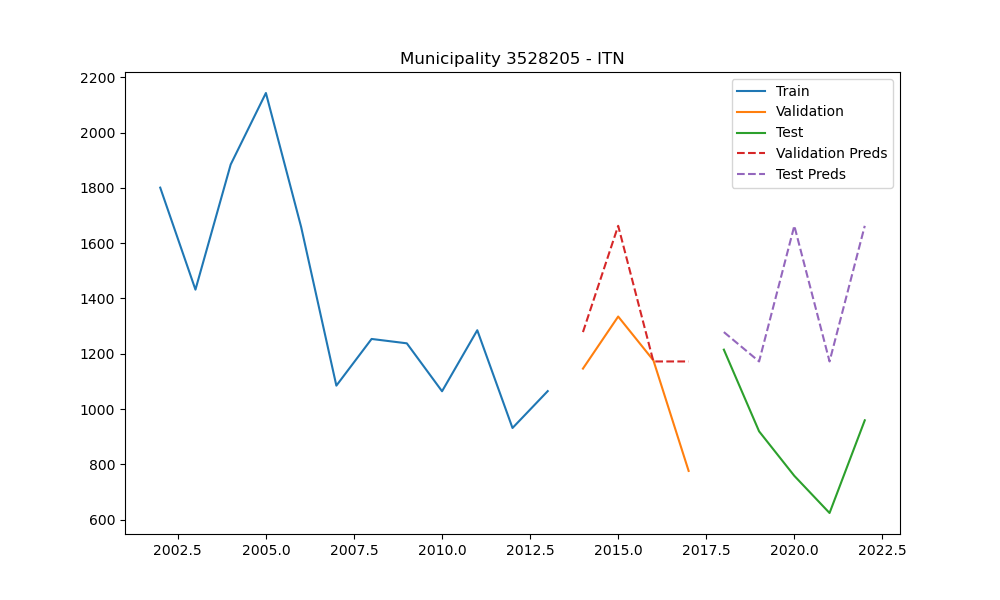 Municipality 3528205 - ITN
2200
2000
1800
1600
1400
1200
1000
800
600
Train
Validation
Test
Validation Preds
Test Preds
2002.5 2005.0 2007.5 2010.0 2012.5 2015.0 2017.5 2020.0 2022.5